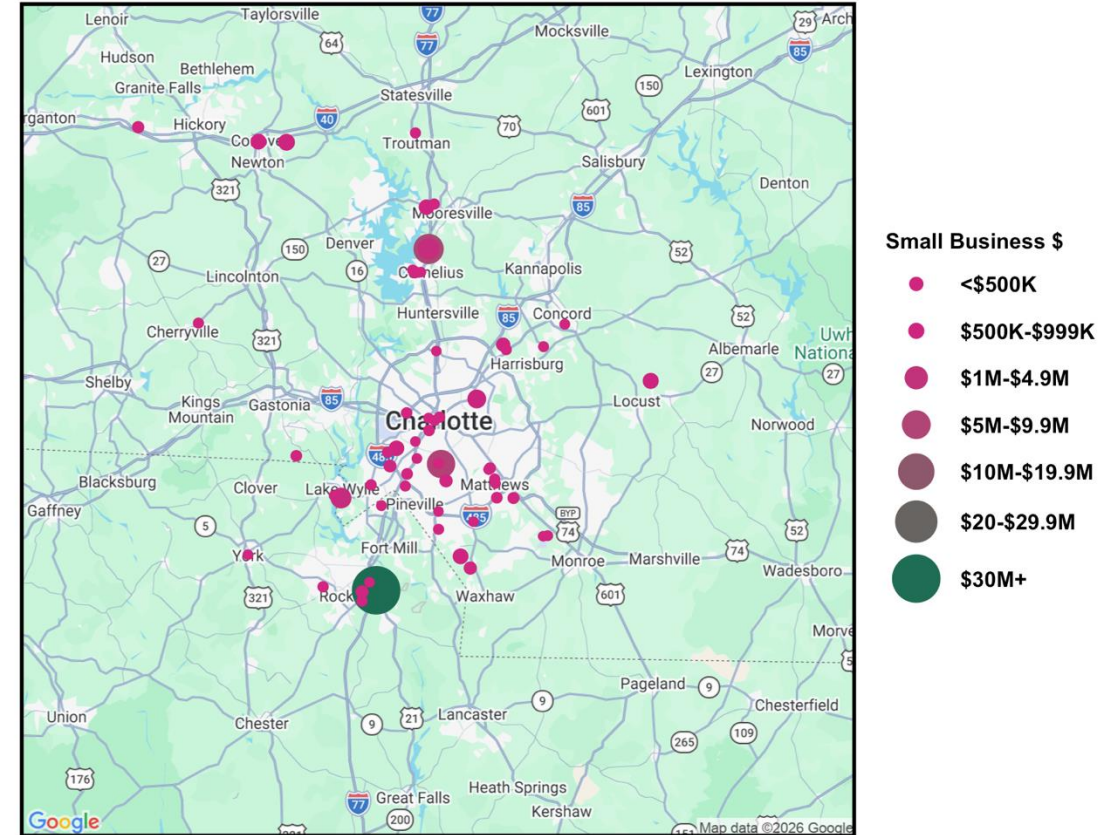 Lenoir
Taylorsville
77
29
Arch
Mocksville
64
77
85
Hudson
Bethlehem
Lexington
Granite Falls
150
Statesville
601
rganton
Hickory
40
70
Troutman
Newton
Salisbury
Denton
321
85
Mooresville
150
Denver
27
16
52
Lincolnton
Cornelius
Kannapolis
Huntersville
85
Concord
52
Cherryville
321
Uwh
Nationa
Albemarle
Harrisburg
27
27
Shelby
Kings
Mountain
Gastonia
85
Locust
Charlotte
Norwood
Blacksburg
Clover
Lake Wylie
Matthews
Gaffney
Pineville
5
485
BYP
74
52
York
Fort Mill
Monroe
Marshville
74
Wadesboro
321
Rock
Waxhaw
601
Morve
5
Pageland
9
Union
Chester
9
21
Lancaster
9
Chesterfield
109
265
176
Heath Springs
77
Great Falls
200
Kershaw
151
Google
Map data ©2026 Google
Small Business $
<$500K
$500K-$999K
$1M-$4.9M
$5M-$9.9M
$10M-$19.9M
$20-$29.9M
$30M+